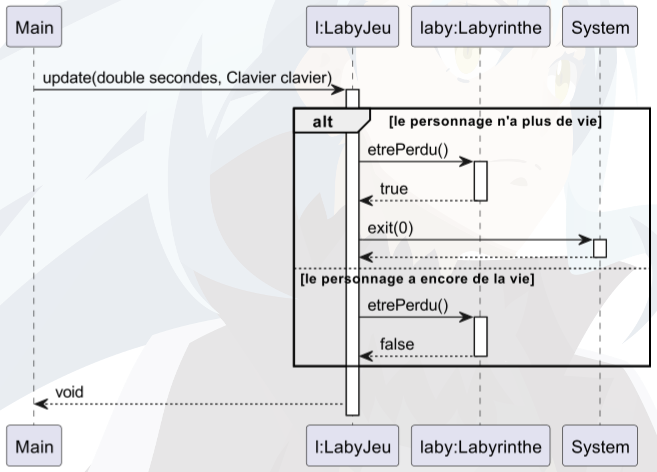 Main
l:LabyJeu
laby:Labyrinthe
System
update(double secondes, Clavier clavier)
alt
[le personnage n'a plus de vie]
etrePerdu()
true
exit(0)
[le personnage a encore de la vie]
etrePerdu()
false
void
Main
l:LabyJeu
laby:Labyrinthe
System